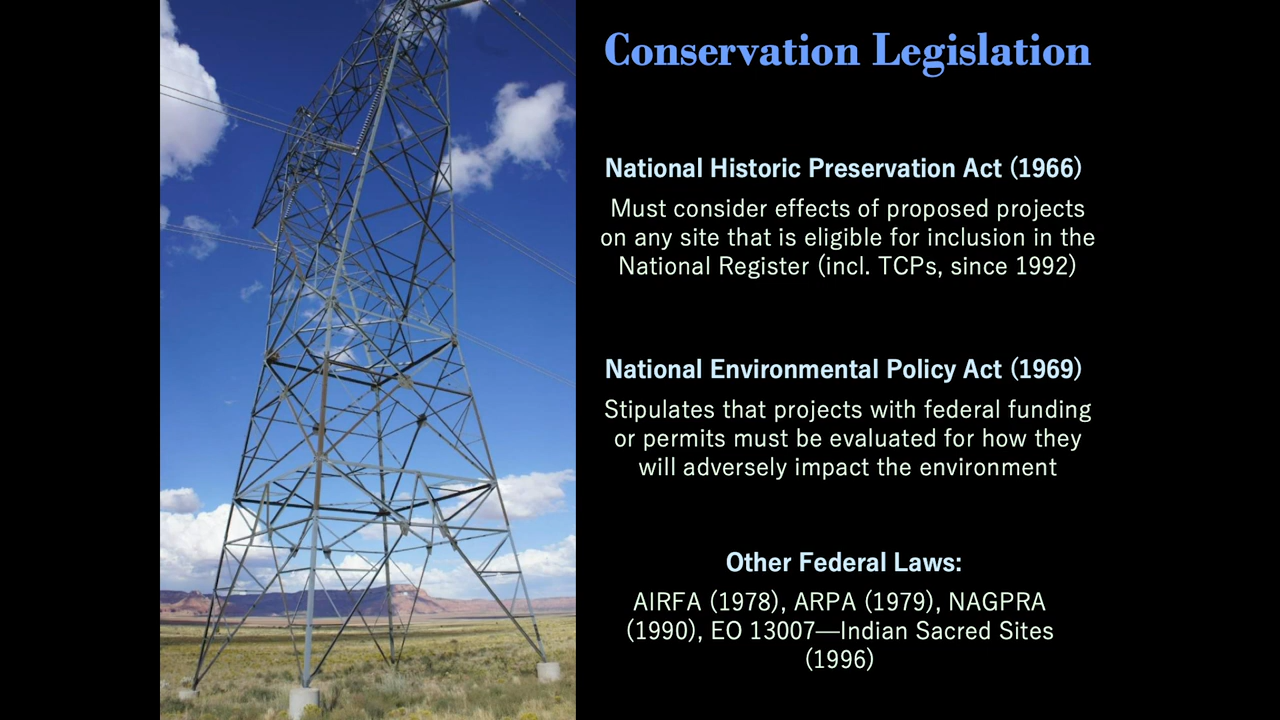 Conservation Legislation
National Historic Preservation Act (1966)
Must consider effects of proposed projects
on any site that is eligible for inclusion in the
National Register (incl. TCPs, since 1992)
National Environmental Policy Act (1969)
Stipulates that projects with federal funding
or permits must be evaluated for how they
will adversely impact the environment
Other Federal Laws:
AIRFA (1978), ARPA (1979), NAGPRA
(1990), EO 13007—Indian Sacred Sites
(1996)